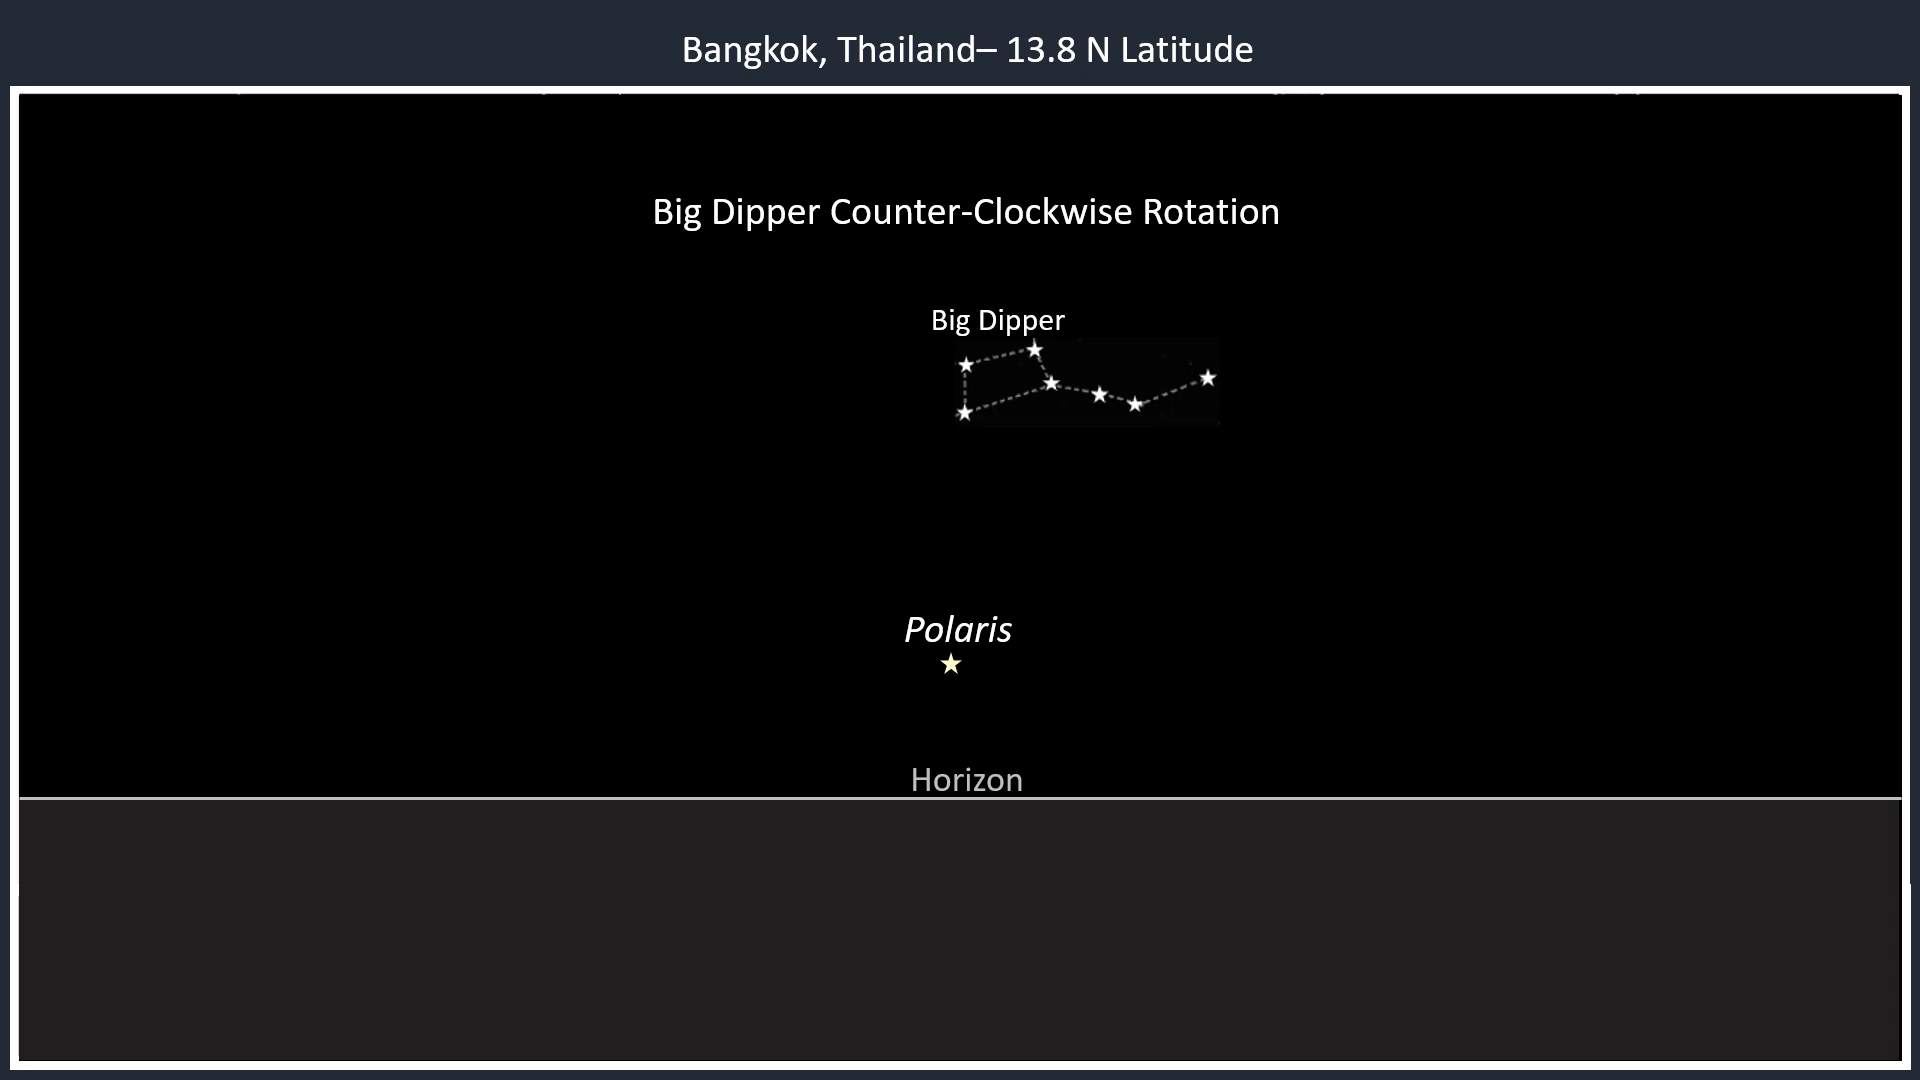 Bangkok, Thailand– 13.8 N Latitude
Big Dipper Counter-Clockwise Rotation
Big Dipper
Polaris
Horizon